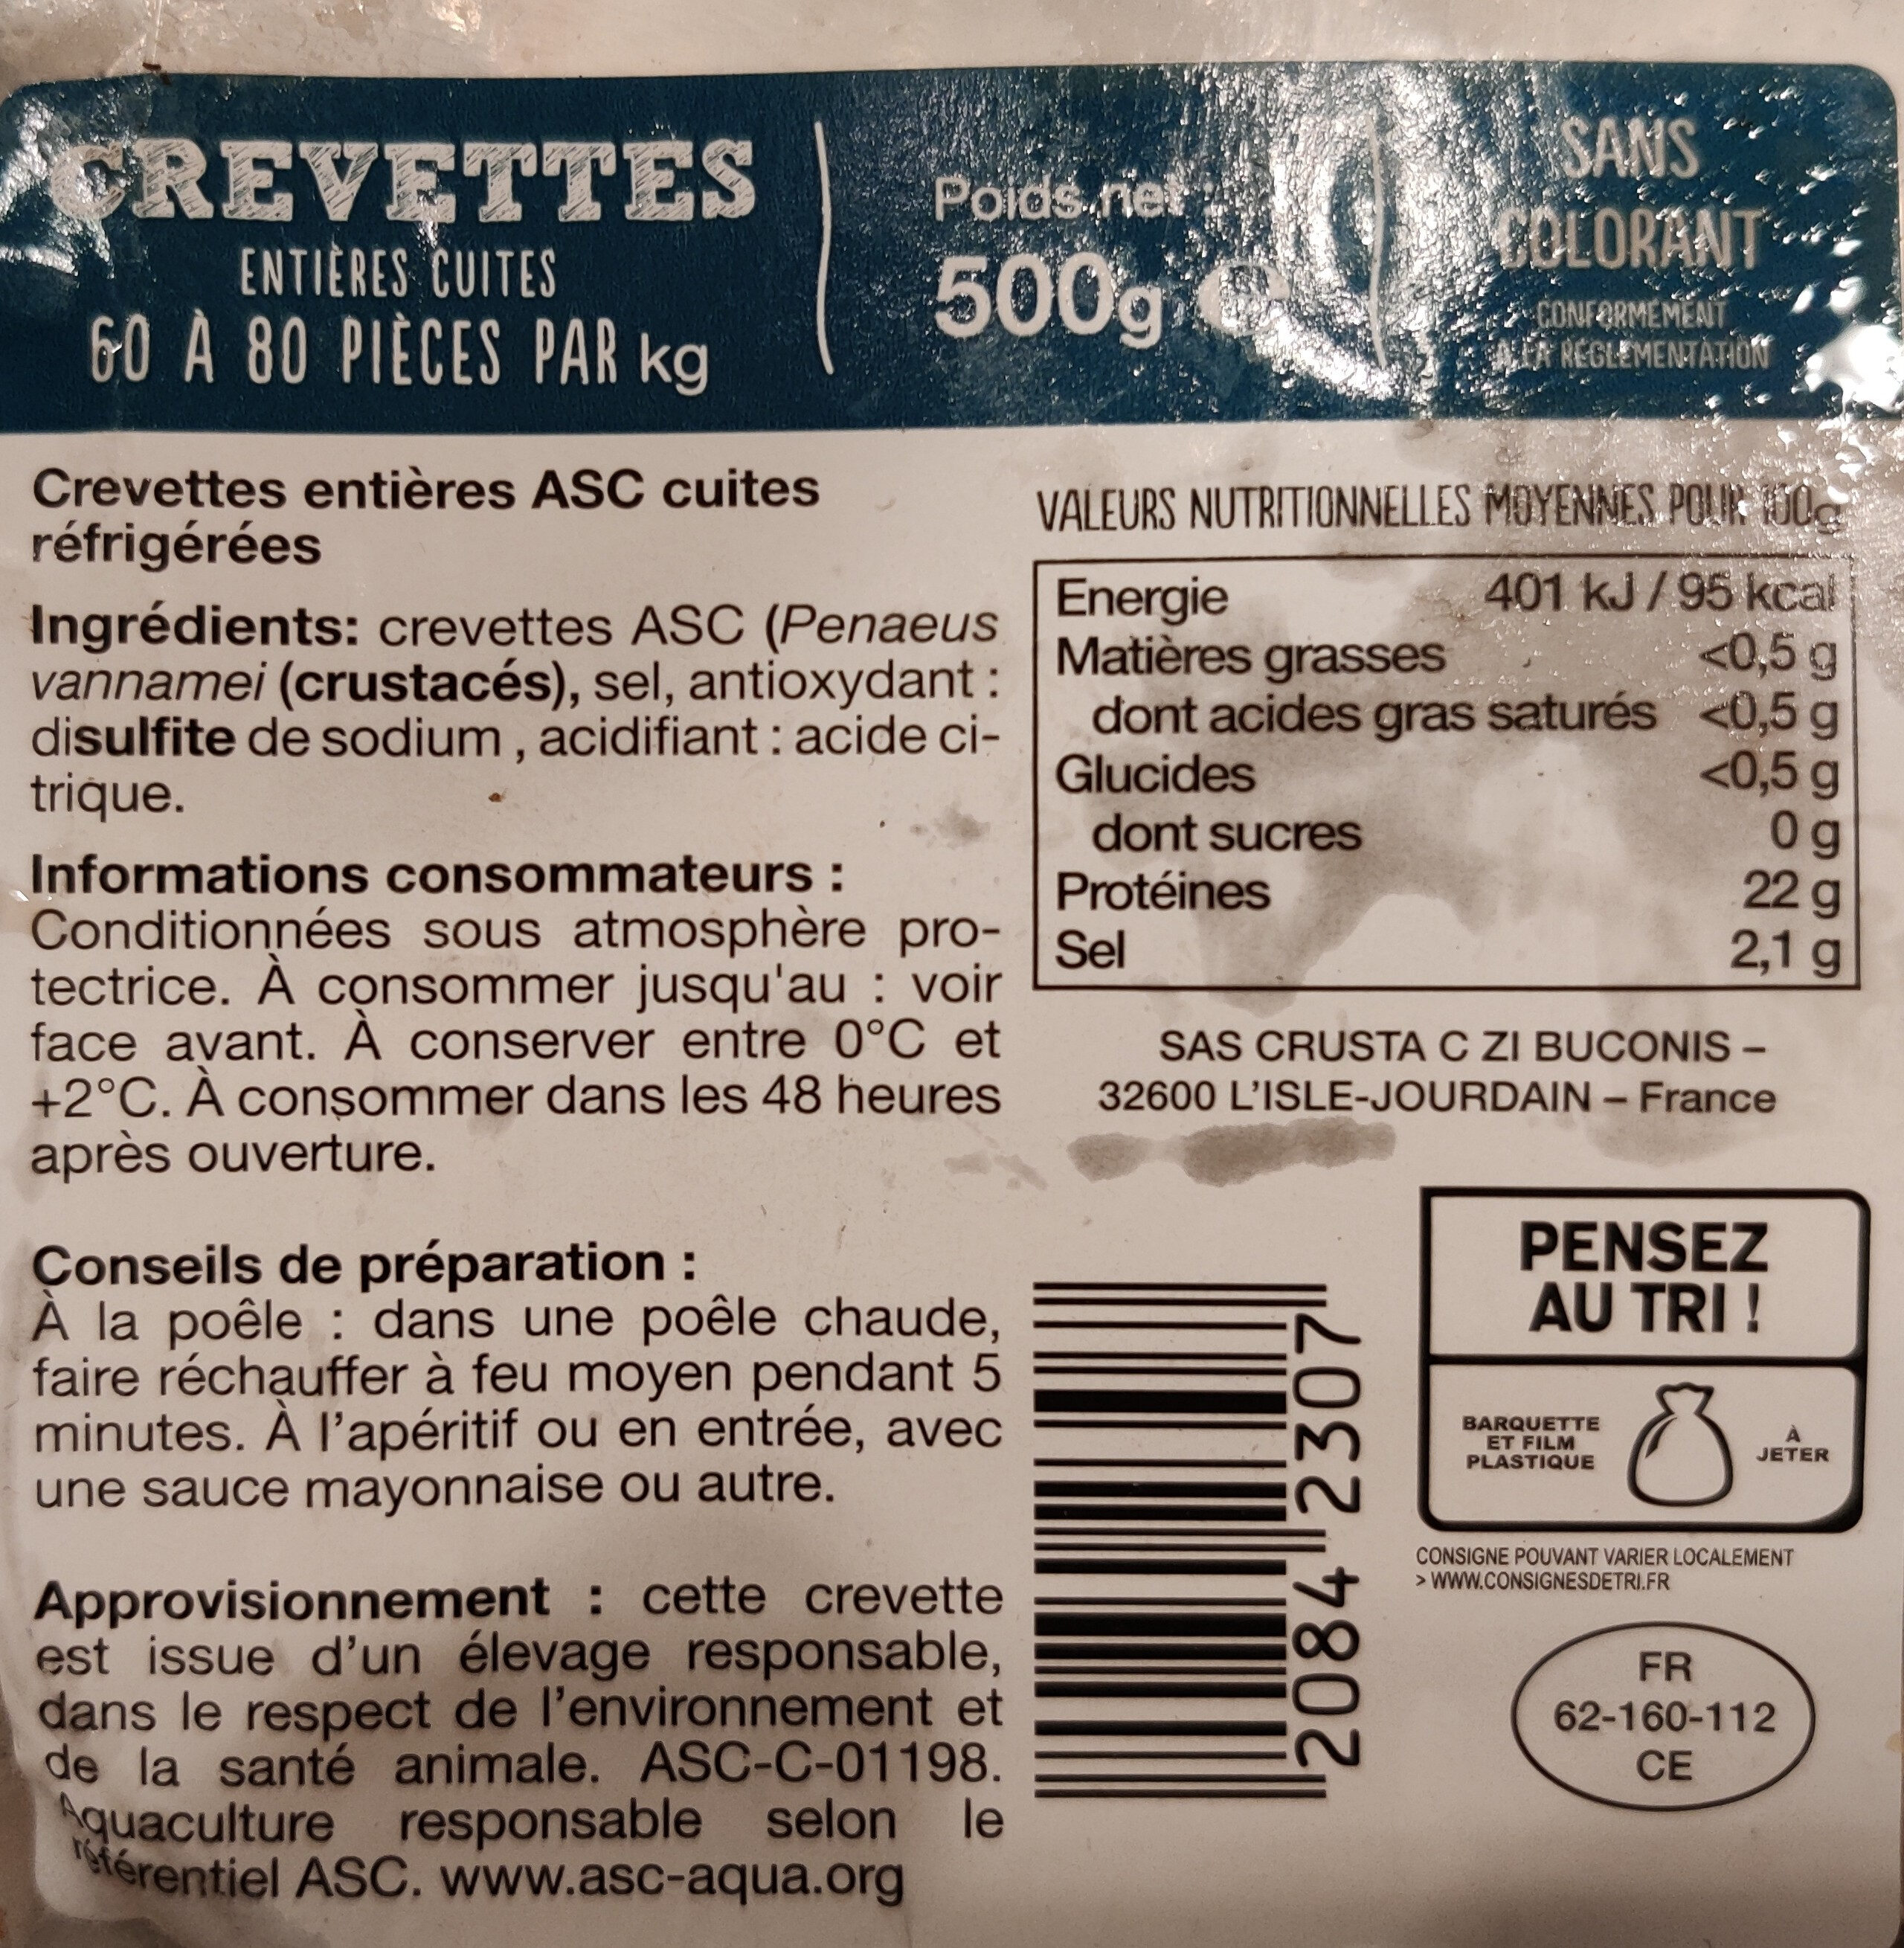 CREVETTES
ENTIÈRES CUITES
60 À 80 PIÈCES PAR kg
Poids net :
500g e
SANS
COLORANT
CONFORMÉMENT
À LA RÉGLEMENTATION
Crevettes entières ASC cuites
réfrigérées
Ingrédients: crevettes ASC (Penaeus
vannamei (crustacés), sel, antioxydant :
disulfite de sodium , acidifiant : acide ci-
trique.
Informations consommateurs :
Conditionnées sous atmosphère pro-
tectrice. À consommer jusqu'au : voir
face avant. À conserver entre 0°C et
+2°C. À consommer dans les 48 heures
après ouverture.
Conseils de préparation :
À la poêle : dans une poêle chaude,
faire réchauffer à feu moyen pendant 5
minutes. À l'apéritif ou en entrée, avec
une sauce mayonnaise ou autre.
Approvisionnement : cette crevette
est issue d'un élevage responsable,
dans le respect de l'environnement et
de la santé animale. ASC-C-01198.
Aquaculture responsable selon le
référentiel ASC. www.asc-aqua.org
VALEURS NUTRITIONNELLES MOYENNES POUR 100g
Energie 401 kJ / 95 kcal
Matières grasses <0,5 g
dont acides gras saturés <0,5 g
Glucides <0,5 g
dont sucres 0 g
Protéines 22 g
Sel 2,1 g
SAS CRUSTA C ZI BUCONIS –
32600 L'ISLE-JOURDAIN – France
2084 2307
PENSEZ
AU TRI !
BARQUETTE
ET FILM
PLASTIQUE
À
JETER
CONSIGNE POUVANT VARIER LOCALEMENT
> WWW.CONSIGNESDETRI.FR
FR
62-160-112
CE